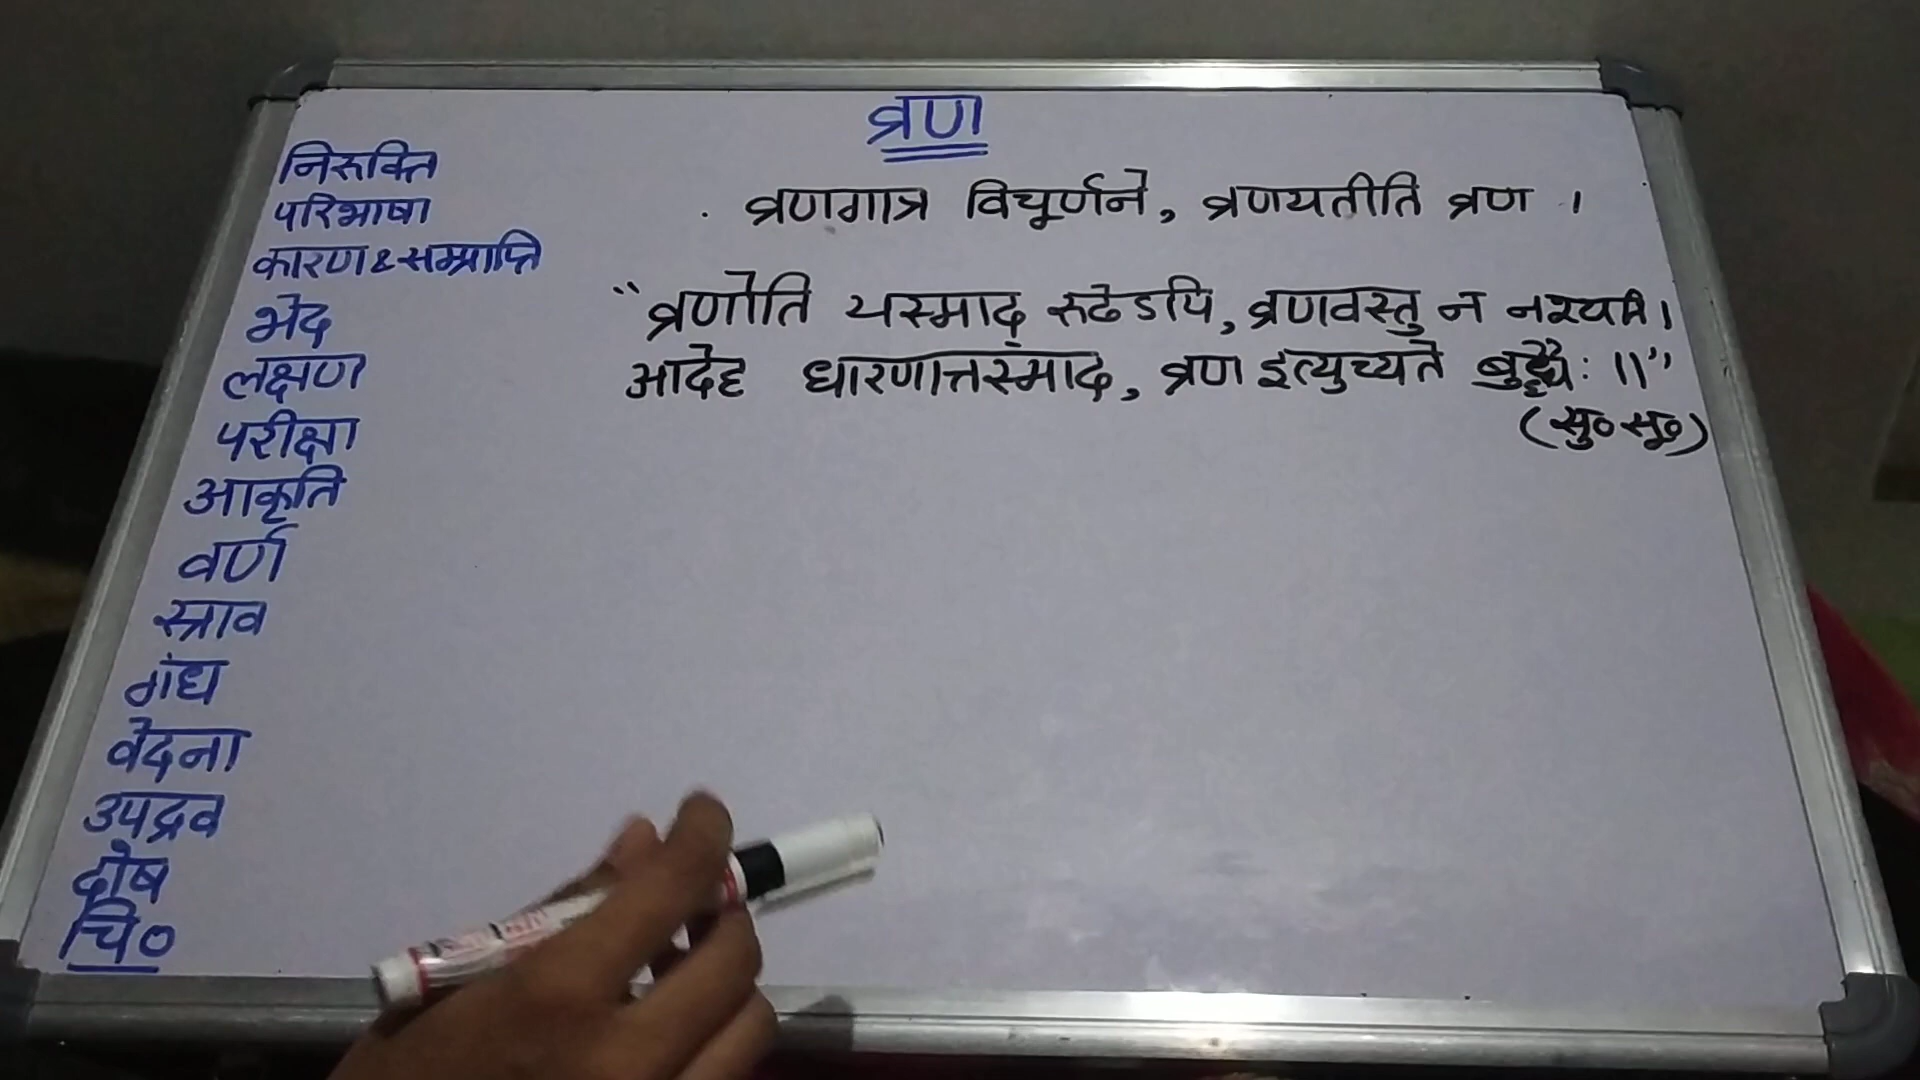 व्रण
निरूक्ति
परिभाषा
कारण & सम्प्राप्ति
भेद
लक्षण
परीक्षा
आकृति
वर्ण
स्त्राव
गंध
वेदना
उपद्रव
दोष
चि०
व्रणगात्र विचूर्णने, व्रणयतीति व्रण ।
“व्रणोति यस्माद् रुढेऽपि, व्रणवस्तु न नश्यति ।
आदेह धारणात्तस्माद, व्रण इत्युच्यते ॥”
(सु० सू०)